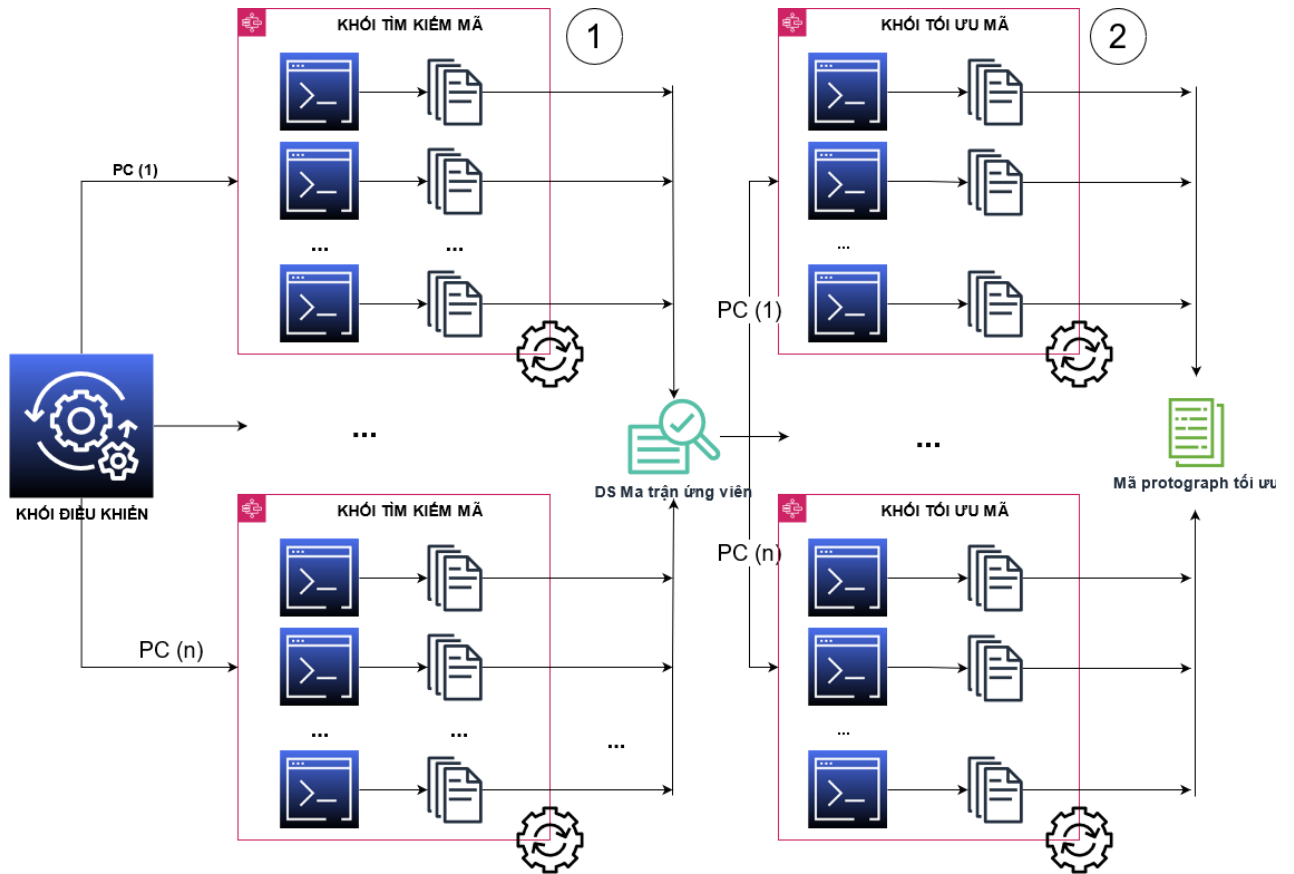 KHỐI TÌM KIẾM MÃ
1
KHỐI TỐI ƯU MÃ
2
PC (1)
...
...
...
PC (1)
...
...
DS Ma trận ứng viên
Mã protograph tối ưu
KHỐI ĐIỀU KHIỂN
KHỐI TÌM KIẾM MÃ
KHỐI TỐI ƯU MÃ
PC (n)
PC (n)
...
...
...
...